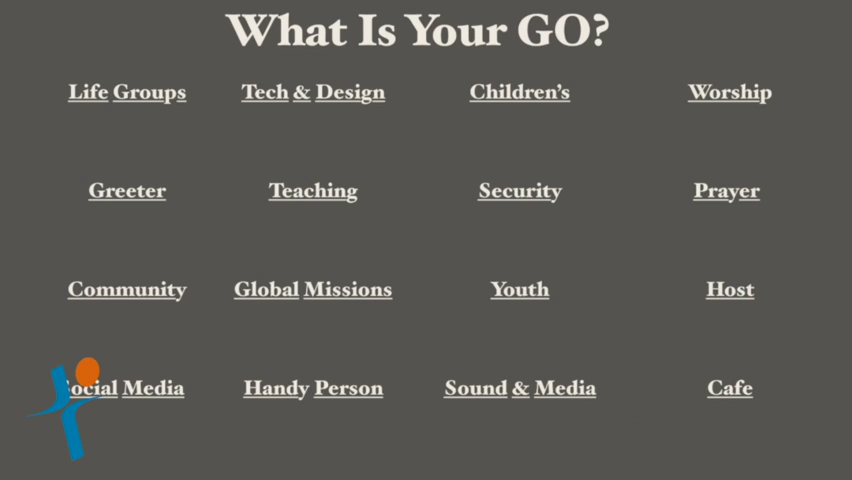 What Is Your GO?
Life Groups Tech & Design Children's Worship
Greeter Teaching Security Prayer
Community Global Missions Youth Host
Social Media Handy Person Sound & Media Cafe